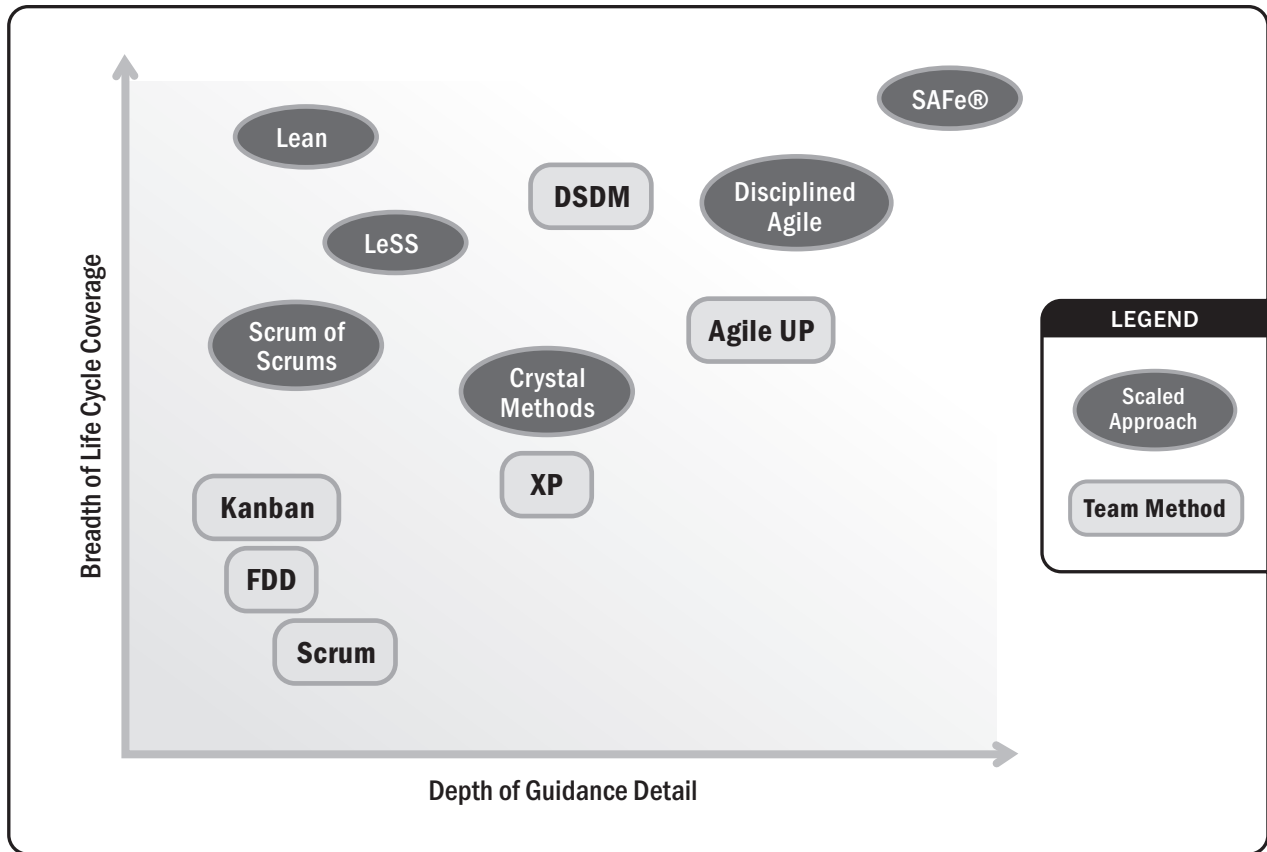 SAFe®
Lean
DSDM
Disciplined
Agile
LeSS
Scrum of
Scrums
Agile UP
Crystal
Methods
XP
Kanban
FDD
Scrum
Breadth of Life Cycle Coverage
Depth of Guidance Detail
LEGEND
Scaled
Approach
Team Method